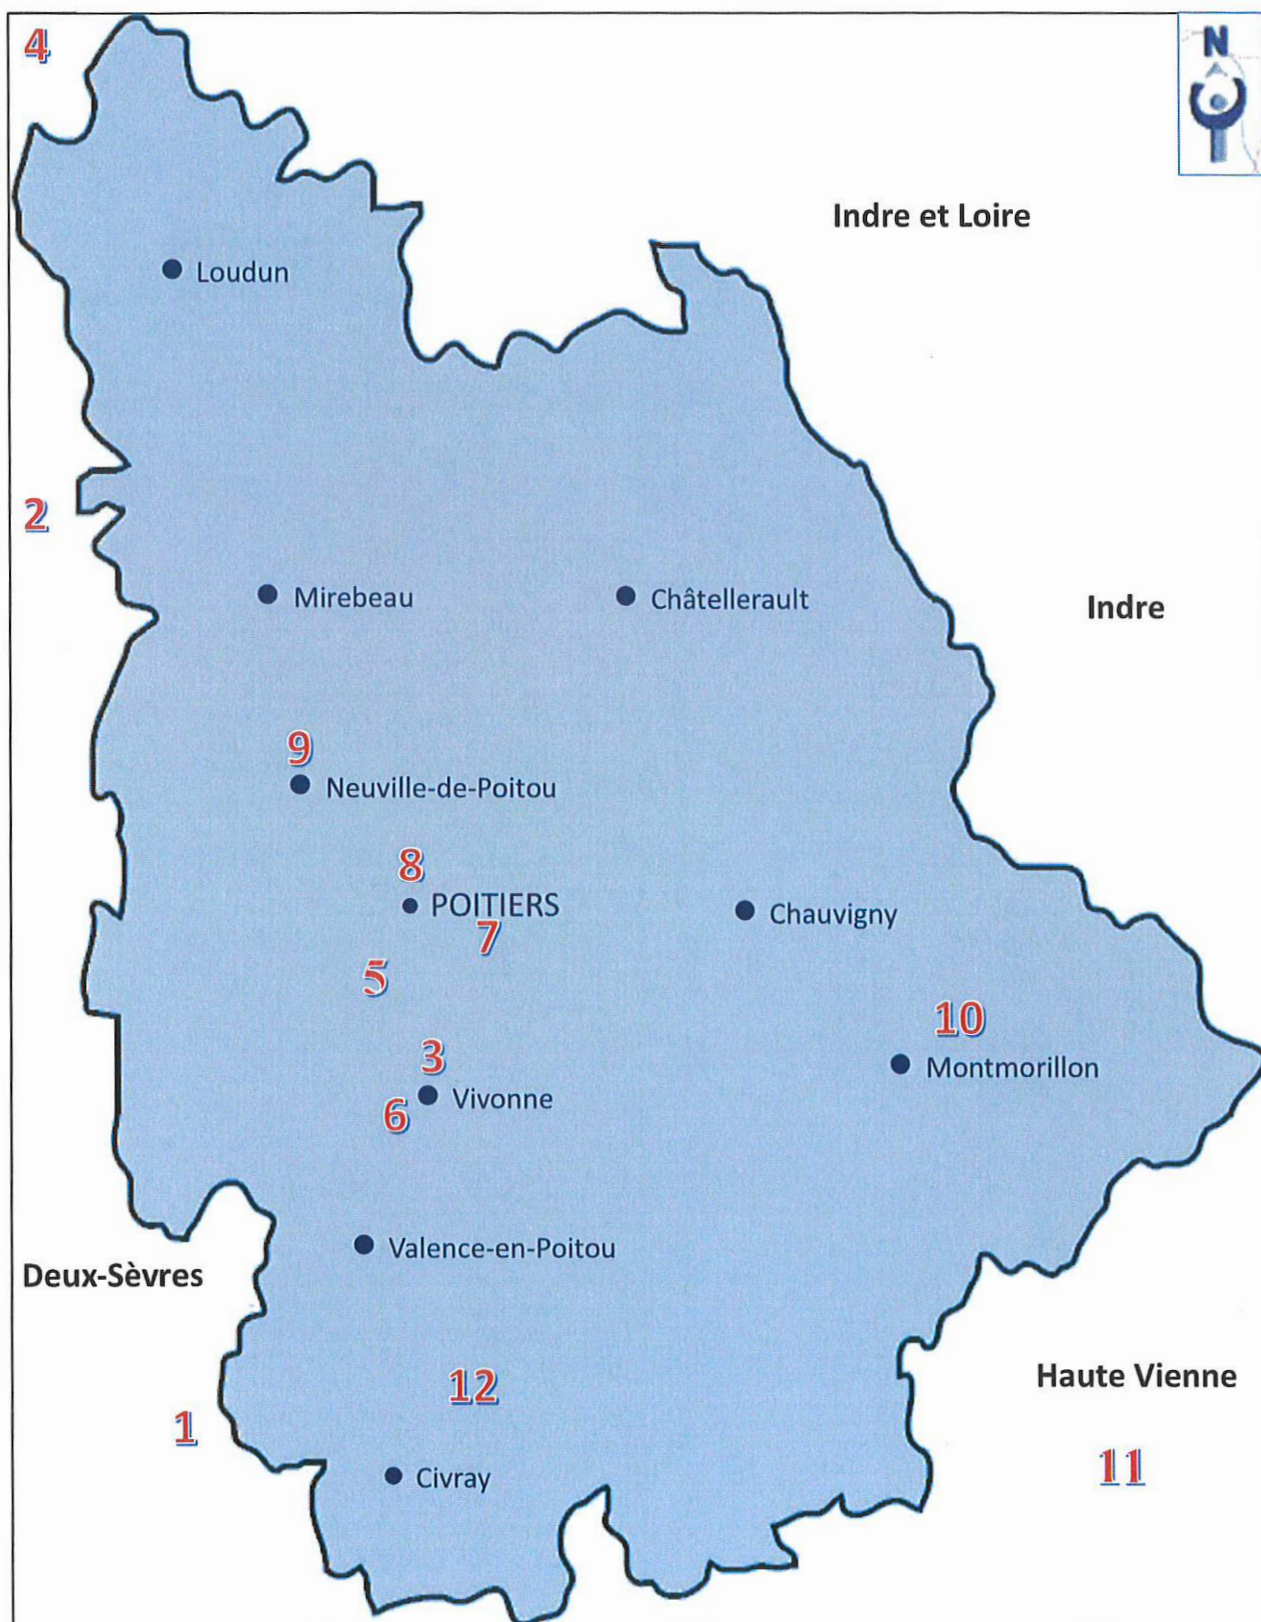 4
N
Indre et Loire
Loudun
2
Mirebeau
Châtellerault
Indre
9
Neuville-de-Poitou
8
POITIERS
7
Chauvigny
5
10
3
Montmorillon
Vivonne
6
Valence-en-Poitou
Deux-Sèvres
12
Haute Vienne
1
11
Civray